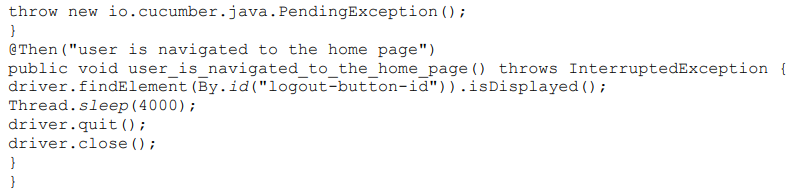 throw new io.cucumber.java.PendingException();
}
@Then("user is navigated to the home page")
public void user_is_navigated_to_the_home_page() throws InterruptedException {
driver.findElement(By.id("logout-button-id")).isDisplayed();
Thread.sleep(4000);
driver.quit();
driver.close();
}
}